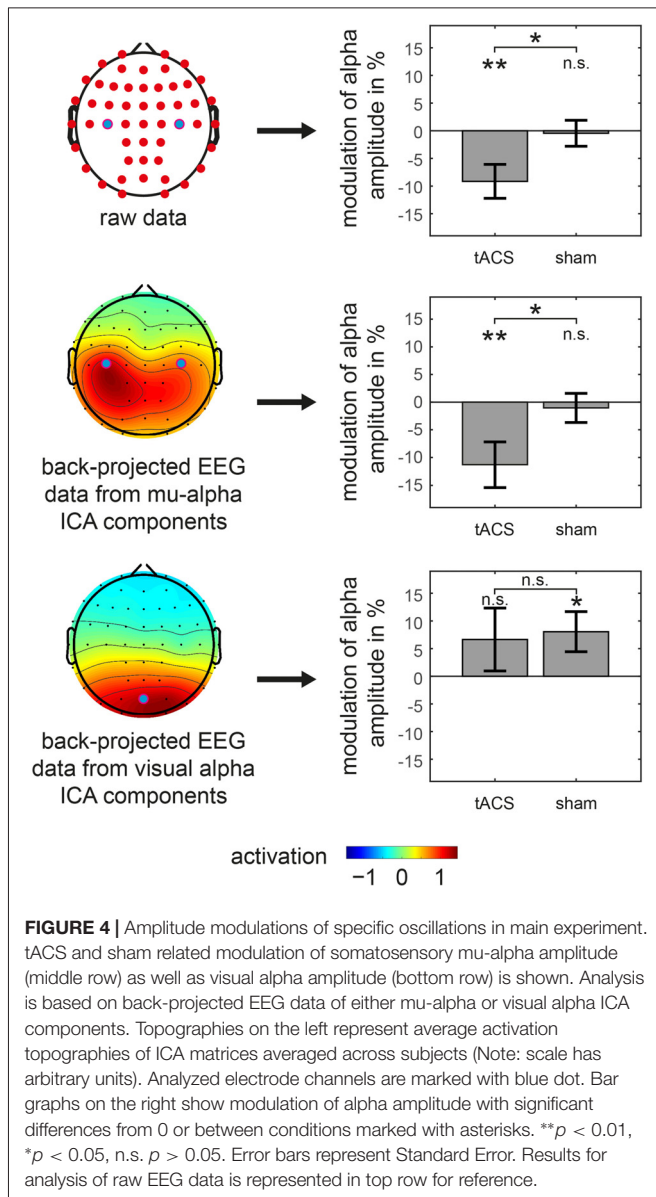 modulation of alpha
amplitude in %
15
10
5
0
-5
-10
-15
*
**
n.s.
tACS
sham
raw data
modulation of alpha
amplitude in %
15
10
5
0
-5
-10
-15
*
**
n.s.
tACS
sham
back-projected EEG
data from mu-alpha
ICA components
modulation of alpha
amplitude in %
15
10
5
0
-5
-10
-15
n.s.
n.s.
*
tACS
sham
back-projected EEG
data from visual alpha
ICA components
activation
−1 0 1
FIGURE 4 | Amplitude modulations of specific oscillations in main experiment.
tACS and sham related modulation of somatosensory mu-alpha amplitude
(middle row) as well as visual alpha amplitude (bottom row) is shown. Analysis
is based on back-projected EEG data of either mu-alpha or visual alpha ICA
components. Topographies on the left represent average activation
topographies of ICA matrices averaged across subjects (Note: scale has
arbitrary units). Analyzed electrode channels are marked with blue dot. Bar
graphs on the right show modulation of alpha amplitude with significant
differences from 0 or between conditions marked with asterisks. **p < 0.01,
*p < 0.05, n.s. p > 0.05. Error bars represent Standard Error. Results for
analysis of raw EEG data is represented in top row for reference.